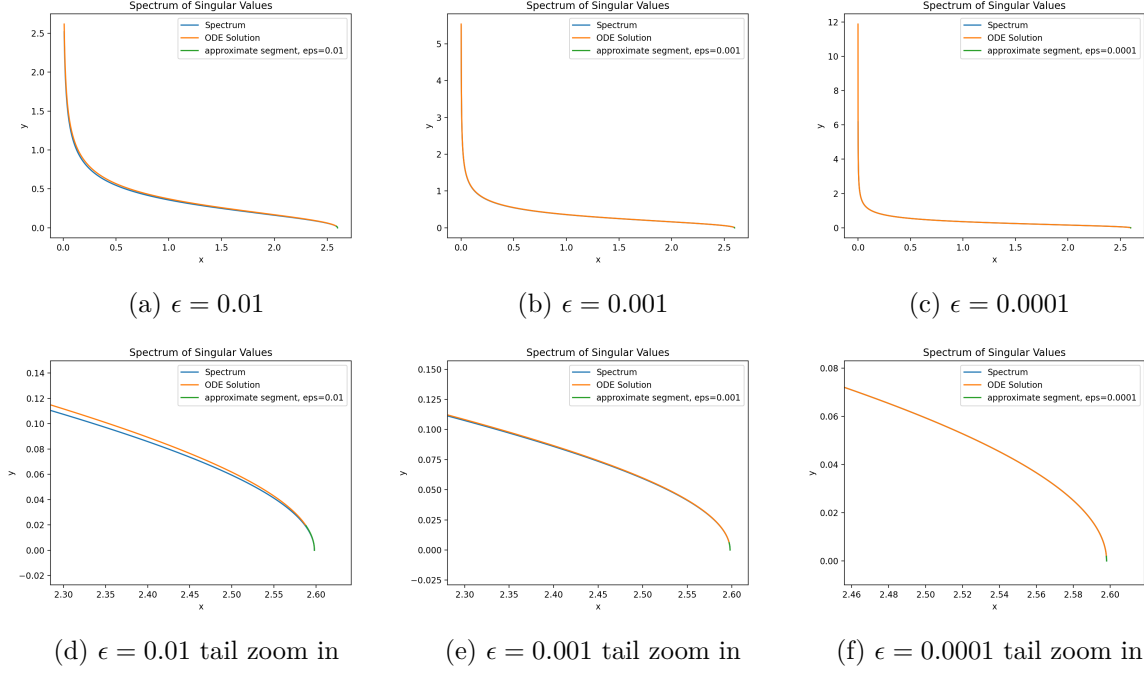 Spectrum of Singular Values
Spectrum
ODE Solution
approximate segment, eps=0.01
2.5
2.0
1.5
1.0
0.5
0.0
y
0.0 0.5 1.0 1.5 2.0 2.5
x
(a) ϵ = 0.01
Spectrum of Singular Values
Spectrum
ODE Solution
approximate segment, eps=0.001
5
4
3
2
1
0
y
0.0 0.5 1.0 1.5 2.0 2.5
x
(b) ϵ = 0.001
Spectrum of Singular Values
Spectrum
ODE Solution
approximate segment, eps=0.0001
12
10
8
6
4
2
0
y
0.0 0.5 1.0 1.5 2.0 2.5
x
(c) ϵ = 0.0001
Spectrum of Singular Values
Spectrum
ODE Solution
approximate segment, eps=0.01
0.14
0.12
0.10
0.08
0.06
0.04
0.02
0.00
−0.02
y
2.30 2.35 2.40 2.45 2.50 2.55 2.60
x
(d) ϵ = 0.01 tail zoom in
Spectrum of Singular Values
Spectrum
ODE Solution
approximate segment, eps=0.001
0.150
0.125
0.100
0.075
0.050
0.025
0.000
−0.025
y
2.30 2.35 2.40 2.45 2.50 2.55 2.60
x
(e) ϵ = 0.001 tail zoom in
Spectrum of Singular Values
Spectrum
ODE Solution
approximate segment, eps=0.0001
0.08
0.06
0.04
0.02
0.00
y
2.46 2.48 2.50 2.52 2.54 2.56 2.58 2.60
x
(f) ϵ = 0.0001 tail zoom in